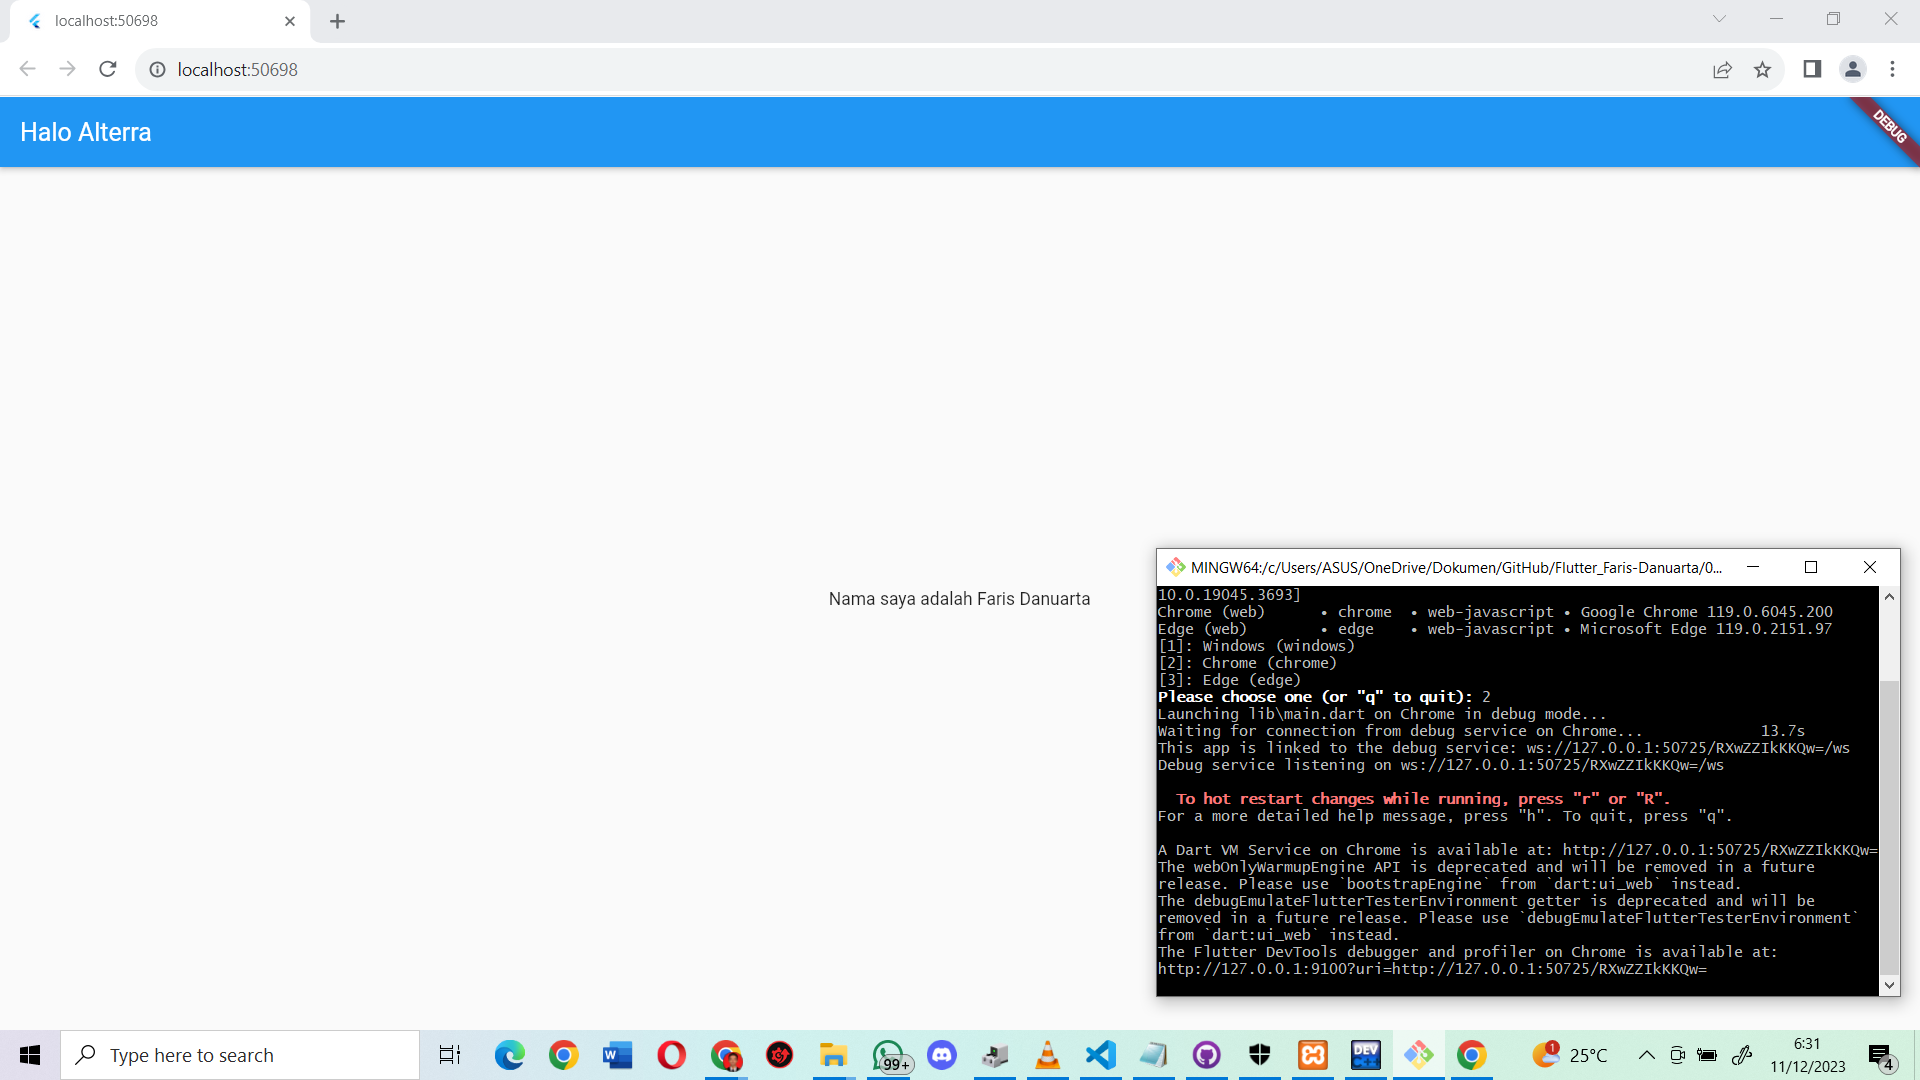 localhost:50698
localhost:50698
Halo Alterra
DEBUG
Nama saya adalah Faris Danuarta
MINGW64:/c/Users/ASUS/OneDrive/Dokumen/GitHub/Flutter_Faris-Danuarta/0...
10.0.19045.3693]
Chrome (web)      • chrome  • web-javascript • Google Chrome 119.0.6045.200
Edge (web)        • edge    • web-javascript • Microsoft Edge 119.0.2151.97
[1]: Windows (windows)
[2]: Chrome (chrome)
[3]: Edge (edge)
Please choose one (or "q" to quit): 2
Launching lib\main.dart on Chrome in debug mode...
Waiting for connection from debug service on Chrome...             13.7s
This app is linked to the debug service: ws://127.0.0.1:50725/RXwZZIkKKQw=/ws
Debug service listening on ws://127.0.0.1:50725/RXwZZIkKKQw=/ws
To hot restart changes while running, press "r" or "R".
For a more detailed help message, press "h". To quit, press "q".
A Dart VM Service on Chrome is available at: http://127.0.0.1:50725/RXwZZIkKKQw=
The webOnlyWarmupEngine API is deprecated and will be removed in a future
release. Please use `bootstrapEngine` from `dart:ui_web` instead.
The debugEmulateFlutterTesterEnvironment getter is deprecated and will be
removed in a future release. Please use `debugEmulateFlutterTesterEnvironment`
from `dart:ui_web` instead.
The Flutter DevTools debugger and profiler on Chrome is available at:
http://127.0.0.1:9100?uri=http://127.0.0.1:50725/RXwZZIkKKQw=
Type here to search
99+
DEV
C++
1
25°C
6:31
11/12/2023
4